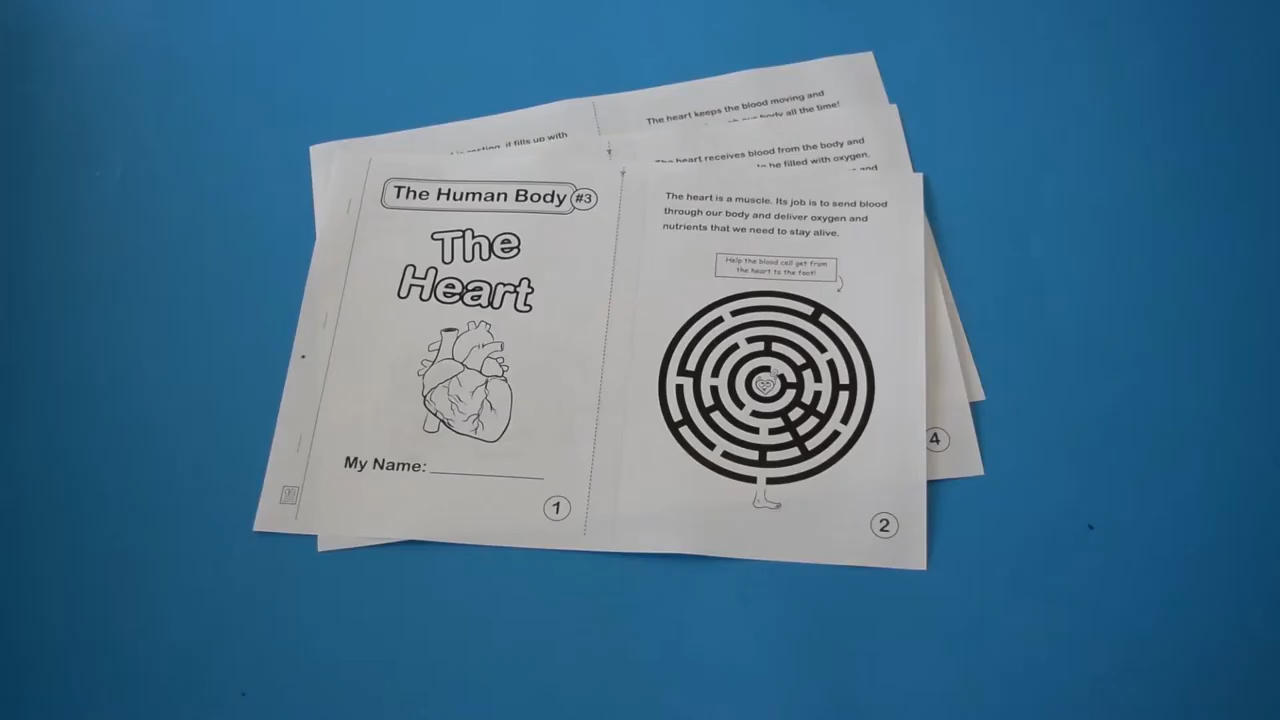 The heart keeps the blood moving and
our body all the time!
resting, it fills up with
heart receives blood from the body and
to be filled with oxygen.
and
The Human Body #3
The
Heart
My Name:
1
The heart is a muscle. Its job is to send blood
through our body and deliver oxygen and
nutrients that we need to stay alive.
Help the blood cell get from
the heart to the foot!
2
4